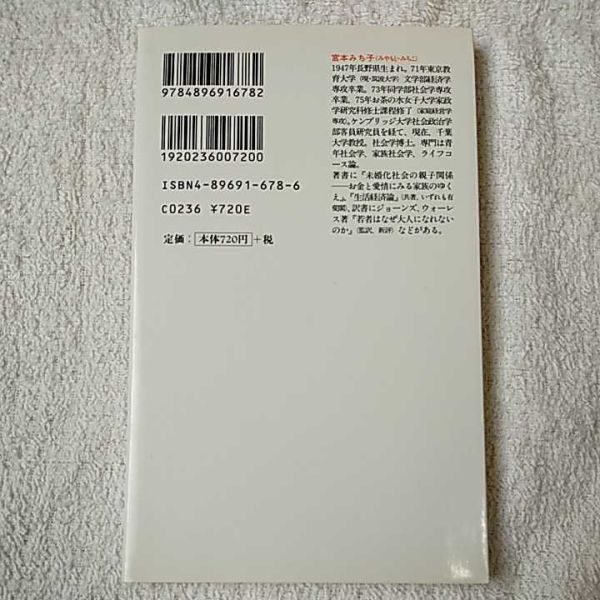 9784896916782
1920236007200
ISBN4-89691-678-6
C0236 ¥720E
定価：本体720円＋税
宮本みち子（みやもと・みちこ）
1947年長野県生まれ。71年東京教
育大学（現・筑波大学）文学部経済学
専攻卒業。73年同学部社会学専攻
卒業。75年お茶の水女子大学家政
学研究科修士課程修了（家庭経営学
専攻）。ケンブリッジ大学社会政治学
部客員研究員を経て、現在、千葉
大学教授。社会学博士。専門は青
年社会学、家族社会学、ライフコ
ース論。
著書に『未婚化社会の親子関係
──お金と愛情にみる家族のゆく
え』、『生活経済論』（共著、いずれも有
斐閣）、訳書にジョーンズ、ウォーレ
ス著『若者はなぜ大人になれない
のか』（監訳、新評）などがある。